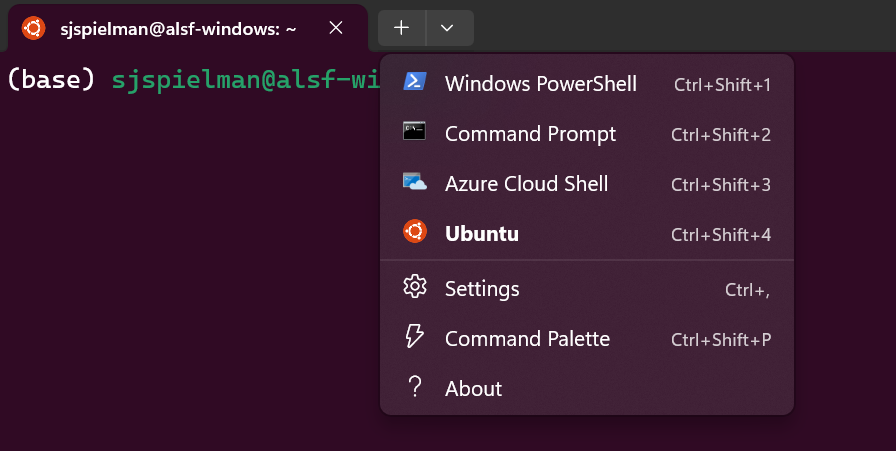 sjspielman@alsf-windows: ~
(base) sjspielman@alsf-wi
Windows PowerShell Ctrl+Shift+1
Command Prompt Ctrl+Shift+2
Azure Cloud Shell Ctrl+Shift+3
Ubuntu Ctrl+Shift+4
Settings Ctrl+,
Command Palette Ctrl+Shift+P
About